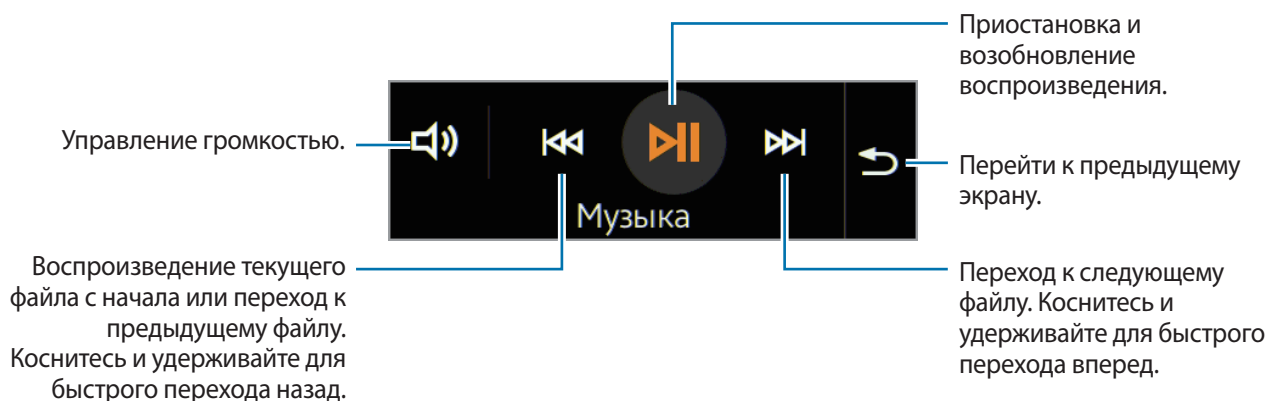 Приостановка и
возобновление
воспроизведения.
Управление громкостью.
Перейти к предыдущему
экрану.
Музыка
Воспроизведение текущего
файла с начала или переход к
предыдущему файлу.
Коснитесь и удерживайте для
быстрого перехода назад.
Переход к следующему
файлу. Коснитесь и
удерживайте для быстрого
перехода вперед.